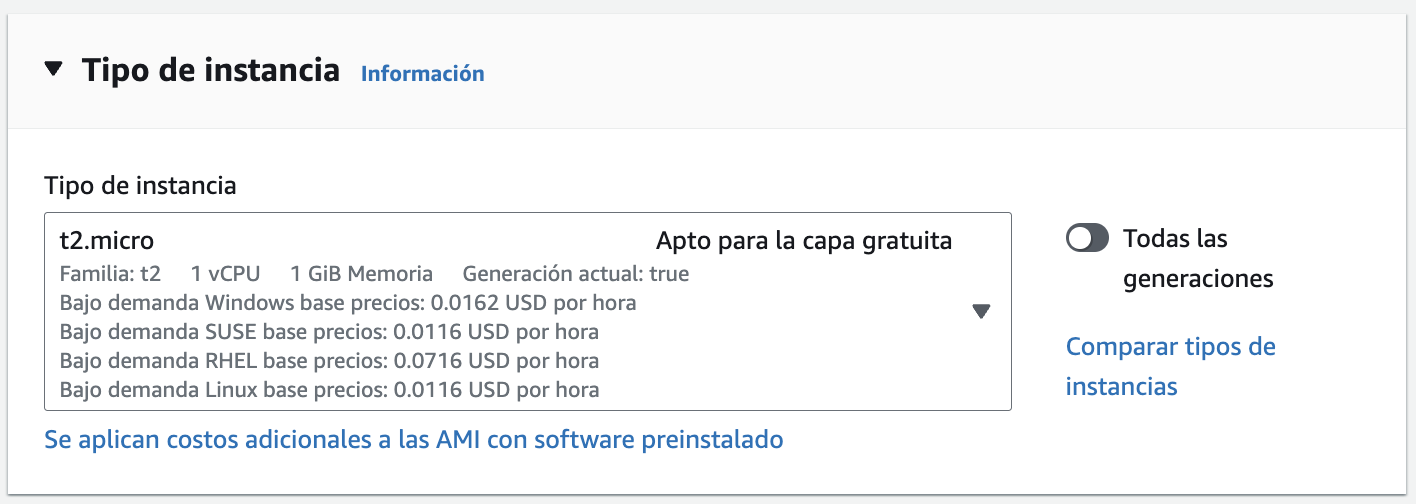 Tipo de instancia Información
Tipo de instancia
t2.micro Apto para la capa gratuita
Familia: t2 1 vCPU 1 GiB Memoria Generación actual: true
Bajo demanda Windows base precios: 0.0162 USD por hora
Bajo demanda SUSE base precios: 0.0116 USD por hora
Bajo demanda RHEL base precios: 0.0716 USD por hora
Bajo demanda Linux base precios: 0.0116 USD por hora
Todas las
generaciones
Comparar tipos de
instancias
Se aplican costos adicionales a las AMI con software preinstalado